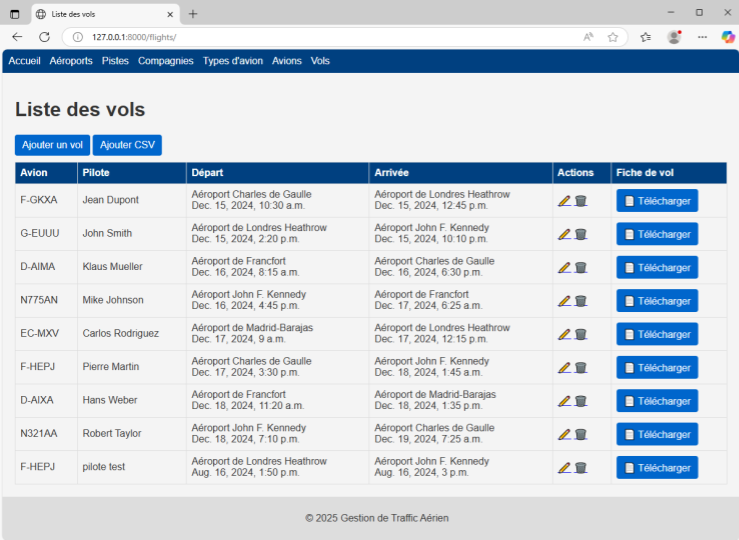 Liste des vols
127.0.0.1:8000/flights/
Accueil Aéroports Pistes Compagnies Types d'avion Avions Vols
Liste des vols
Ajouter un vol Ajouter CSV
Avion Pilote Départ Arrivée Actions Fiche de vol
F-GKXA Jean Dupont Aéroport Charles de Gaulle Aéroport de Londres Heathrow Télécharger
Dec. 15, 2024, 10:30 a.m. Dec. 15, 2024, 12:45 p.m.
G-EUUU John Smith Aéroport de Londres Heathrow Aéroport John F. Kennedy Télécharger
Dec. 15, 2024, 2:20 p.m. Dec. 15, 2024, 10:10 p.m.
D-AIMA Klaus Mueller Aéroport de Francfort Aéroport Charles de Gaulle Télécharger
Dec. 16, 2024, 8:15 a.m. Dec. 16, 2024, 6:30 p.m.
N775AN Mike Johnson Aéroport John F. Kennedy Aéroport de Francfort Télécharger
Dec. 16, 2024, 4:45 p.m. Dec. 17, 2024, 6:25 a.m.
EC-MXV Carlos Rodriguez Aéroport de Madrid-Barajas Aéroport de Londres Heathrow Télécharger
Dec. 17, 2024, 9 a.m. Dec. 17, 2024, 12:15 p.m.
F-HEPJ Pierre Martin Aéroport Charles de Gaulle Aéroport John F. Kennedy Télécharger
Dec. 17, 2024, 3:30 p.m. Dec. 18, 2024, 1:45 a.m.
D-AIXA Hans Weber Aéroport de Francfort Aéroport de Madrid-Barajas Télécharger
Dec. 18, 2024, 11:20 a.m. Dec. 18, 2024, 1:35 p.m.
N321AA Robert Taylor Aéroport John F. Kennedy Aéroport Charles de Gaulle Télécharger
Dec. 18, 2024, 7:10 p.m. Dec. 19, 2024, 7:25 a.m.
F-HEPJ pilote test Aéroport de Londres Heathrow Aéroport John F. Kennedy Télécharger
Aug. 16, 2024, 1:50 p.m. Aug. 16, 2024, 3 p.m.
© 2025 Gestion de Traffic Aérien